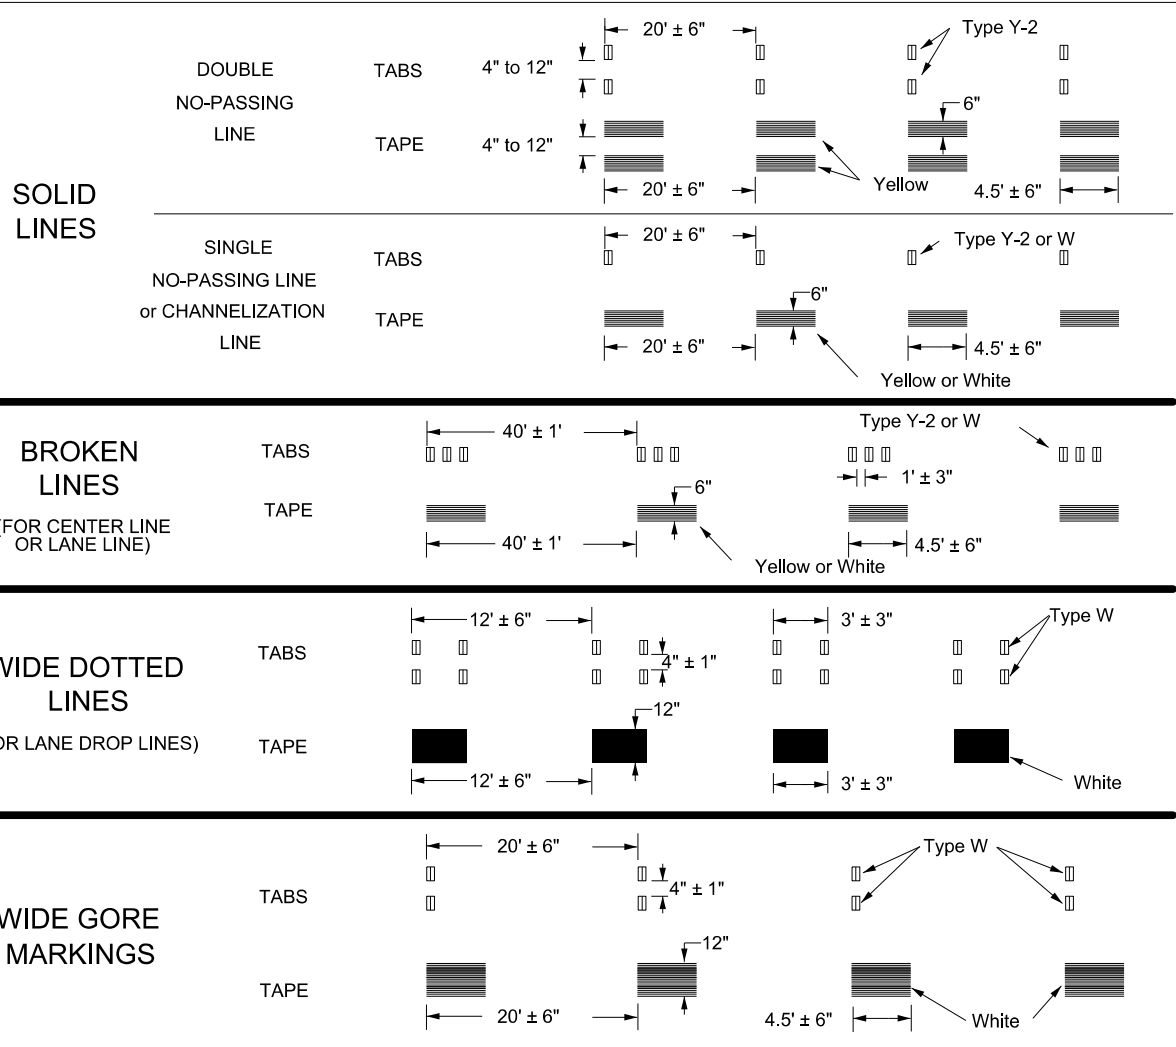 SOLID
LINES
DOUBLE
NO-PASSING
LINE
TABS
4" to 12"
20' ± 6"
Type Y-2
TAPE
4" to 12"
6"
20' ± 6"
Yellow
4.5' ± 6"
SINGLE
NO-PASSING LINE
or CHANNELIZATION
LINE
TABS
20' ± 6"
Type Y-2 or W
TAPE
6"
20' ± 6"
4.5' ± 6"
Yellow or White
BROKEN
LINES
(FOR CENTER LINE
OR LANE LINE)
TABS
40' ± 1'
Type Y-2 or W
1' ± 3"
TAPE
6"
40' ± 1'
4.5' ± 6"
Yellow or White
WIDE DOTTED
LINES
OR LANE DROP LINES)
TABS
12' ± 6"
3' ± 3"
Type W
4" ± 1"
TAPE
12"
12' ± 6"
3' ± 3"
White
WIDE GORE
MARKINGS
TABS
20' ± 6"
Type W
4" ± 1"
TAPE
12"
20' ± 6"
4.5' ± 6"
White